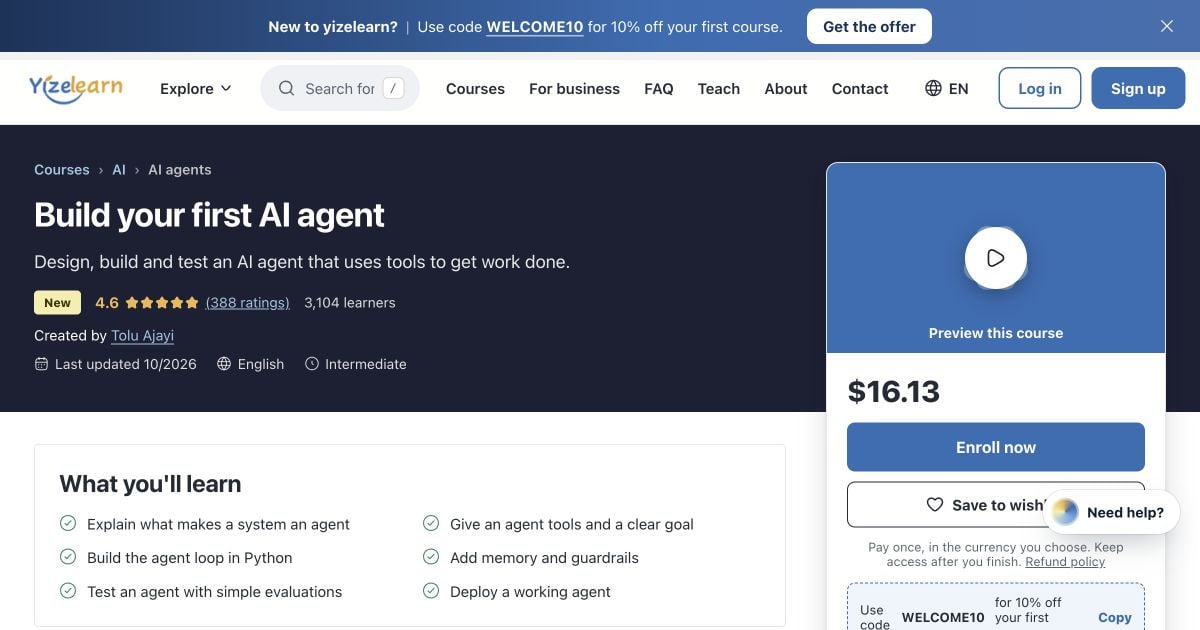 New to yizelearn? | Use code WELCOME10 for 10% off your first course. Get the offer
Yizelearn
Explore
Search for /
Courses For business FAQ Teach About Contact
EN
Log in
Sign up
Courses › AI › AI agents
Build your first AI agent
Design, build and test an AI agent that uses tools to get work done.
New 4.6 (388 ratings) 3,104 learners
Created by Tolu Ajayi
Last updated 10/2026 English Intermediate
Preview this course
$16.13
Enroll now
Save to wish
Need help?
Pay once, in the currency you choose. Keep
access after you finish. Refund policy
Use
code
WELCOME10
for 10% off
your first
Copy
What you'll learn
Explain what makes a system an agent
Give an agent tools and a clear goal
Build the agent loop in Python
Add memory and guardrails
Test an agent with simple evaluations
Deploy a working agent